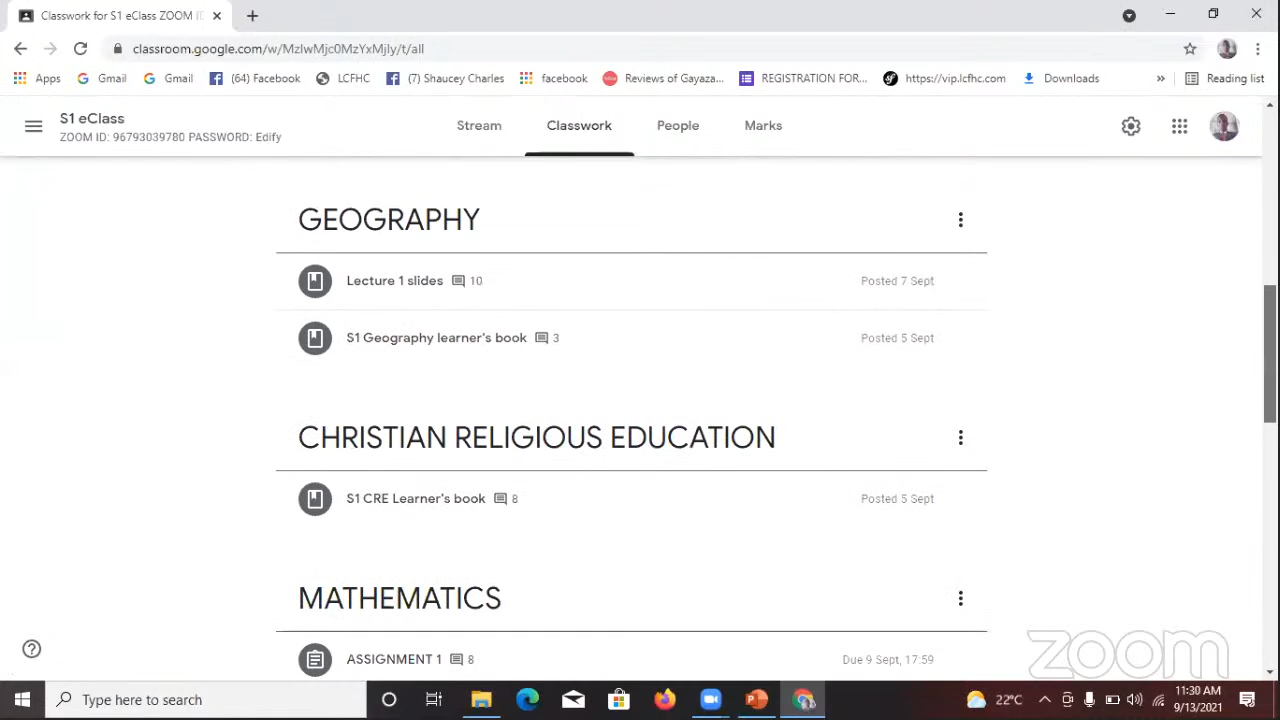 Classwork for S1 eClass ZOOM ID
classroom.google.com/w/MzIwMjc0MzYxMjIy/t/all
Apps Gmail Gmail (64) Facebook LCFHC (7) Shaucey Charles facebook Reviews of Gayaza... REGISTRATION FOR... https://vip.lcfhc.com Downloads » Reading list
S1 eClass
ZOOM ID: 96793039780 PASSWORD: Edify
Stream Classwork People Marks
GEOGRAPHY
Lecture 1 slides 10 Posted 7 Sept
S1 Geography learner's book 3 Posted 5 Sept
CHRISTIAN RELIGIOUS EDUCATION
S1 CRE Learner's book 8 Posted 5 Sept
MATHEMATICS
ASSIGNMENT 1 8 Due 9 Sept, 17:59
zoom
Type here to search
22°C
11:30 AM
9/13/2021